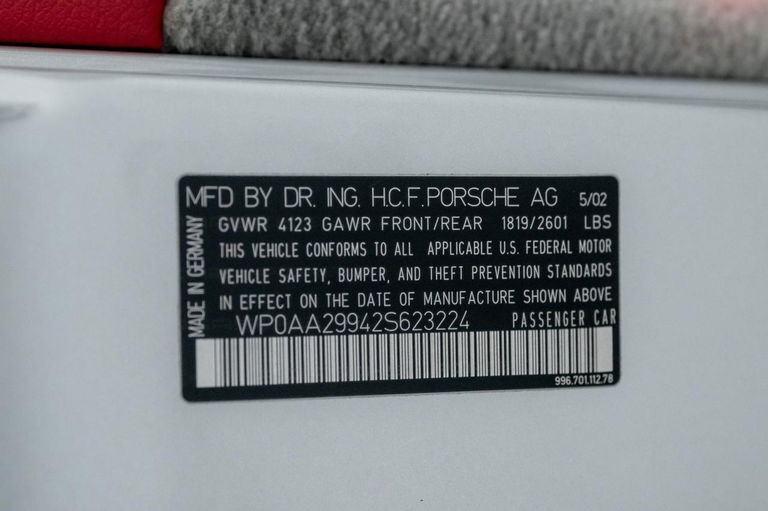 MFD BY DR. ING. H.C.F. PORSCHE AG 5/02
GVWR 4123 GAWR FRONT/REAR 1819/2601 LBS
THIS VEHICLE CONFORMS TO ALL APPLICABLE U.S. FEDERAL MOTOR
VEHICLE SAFETY, BUMPER, AND THEFT PREVENTION STANDARDS
IN EFFECT ON THE DATE OF MANUFACTURE SHOWN ABOVE
WP0AA29942S623224 PASSENGER CAR
996.701.112.78
MADE IN GERMANY